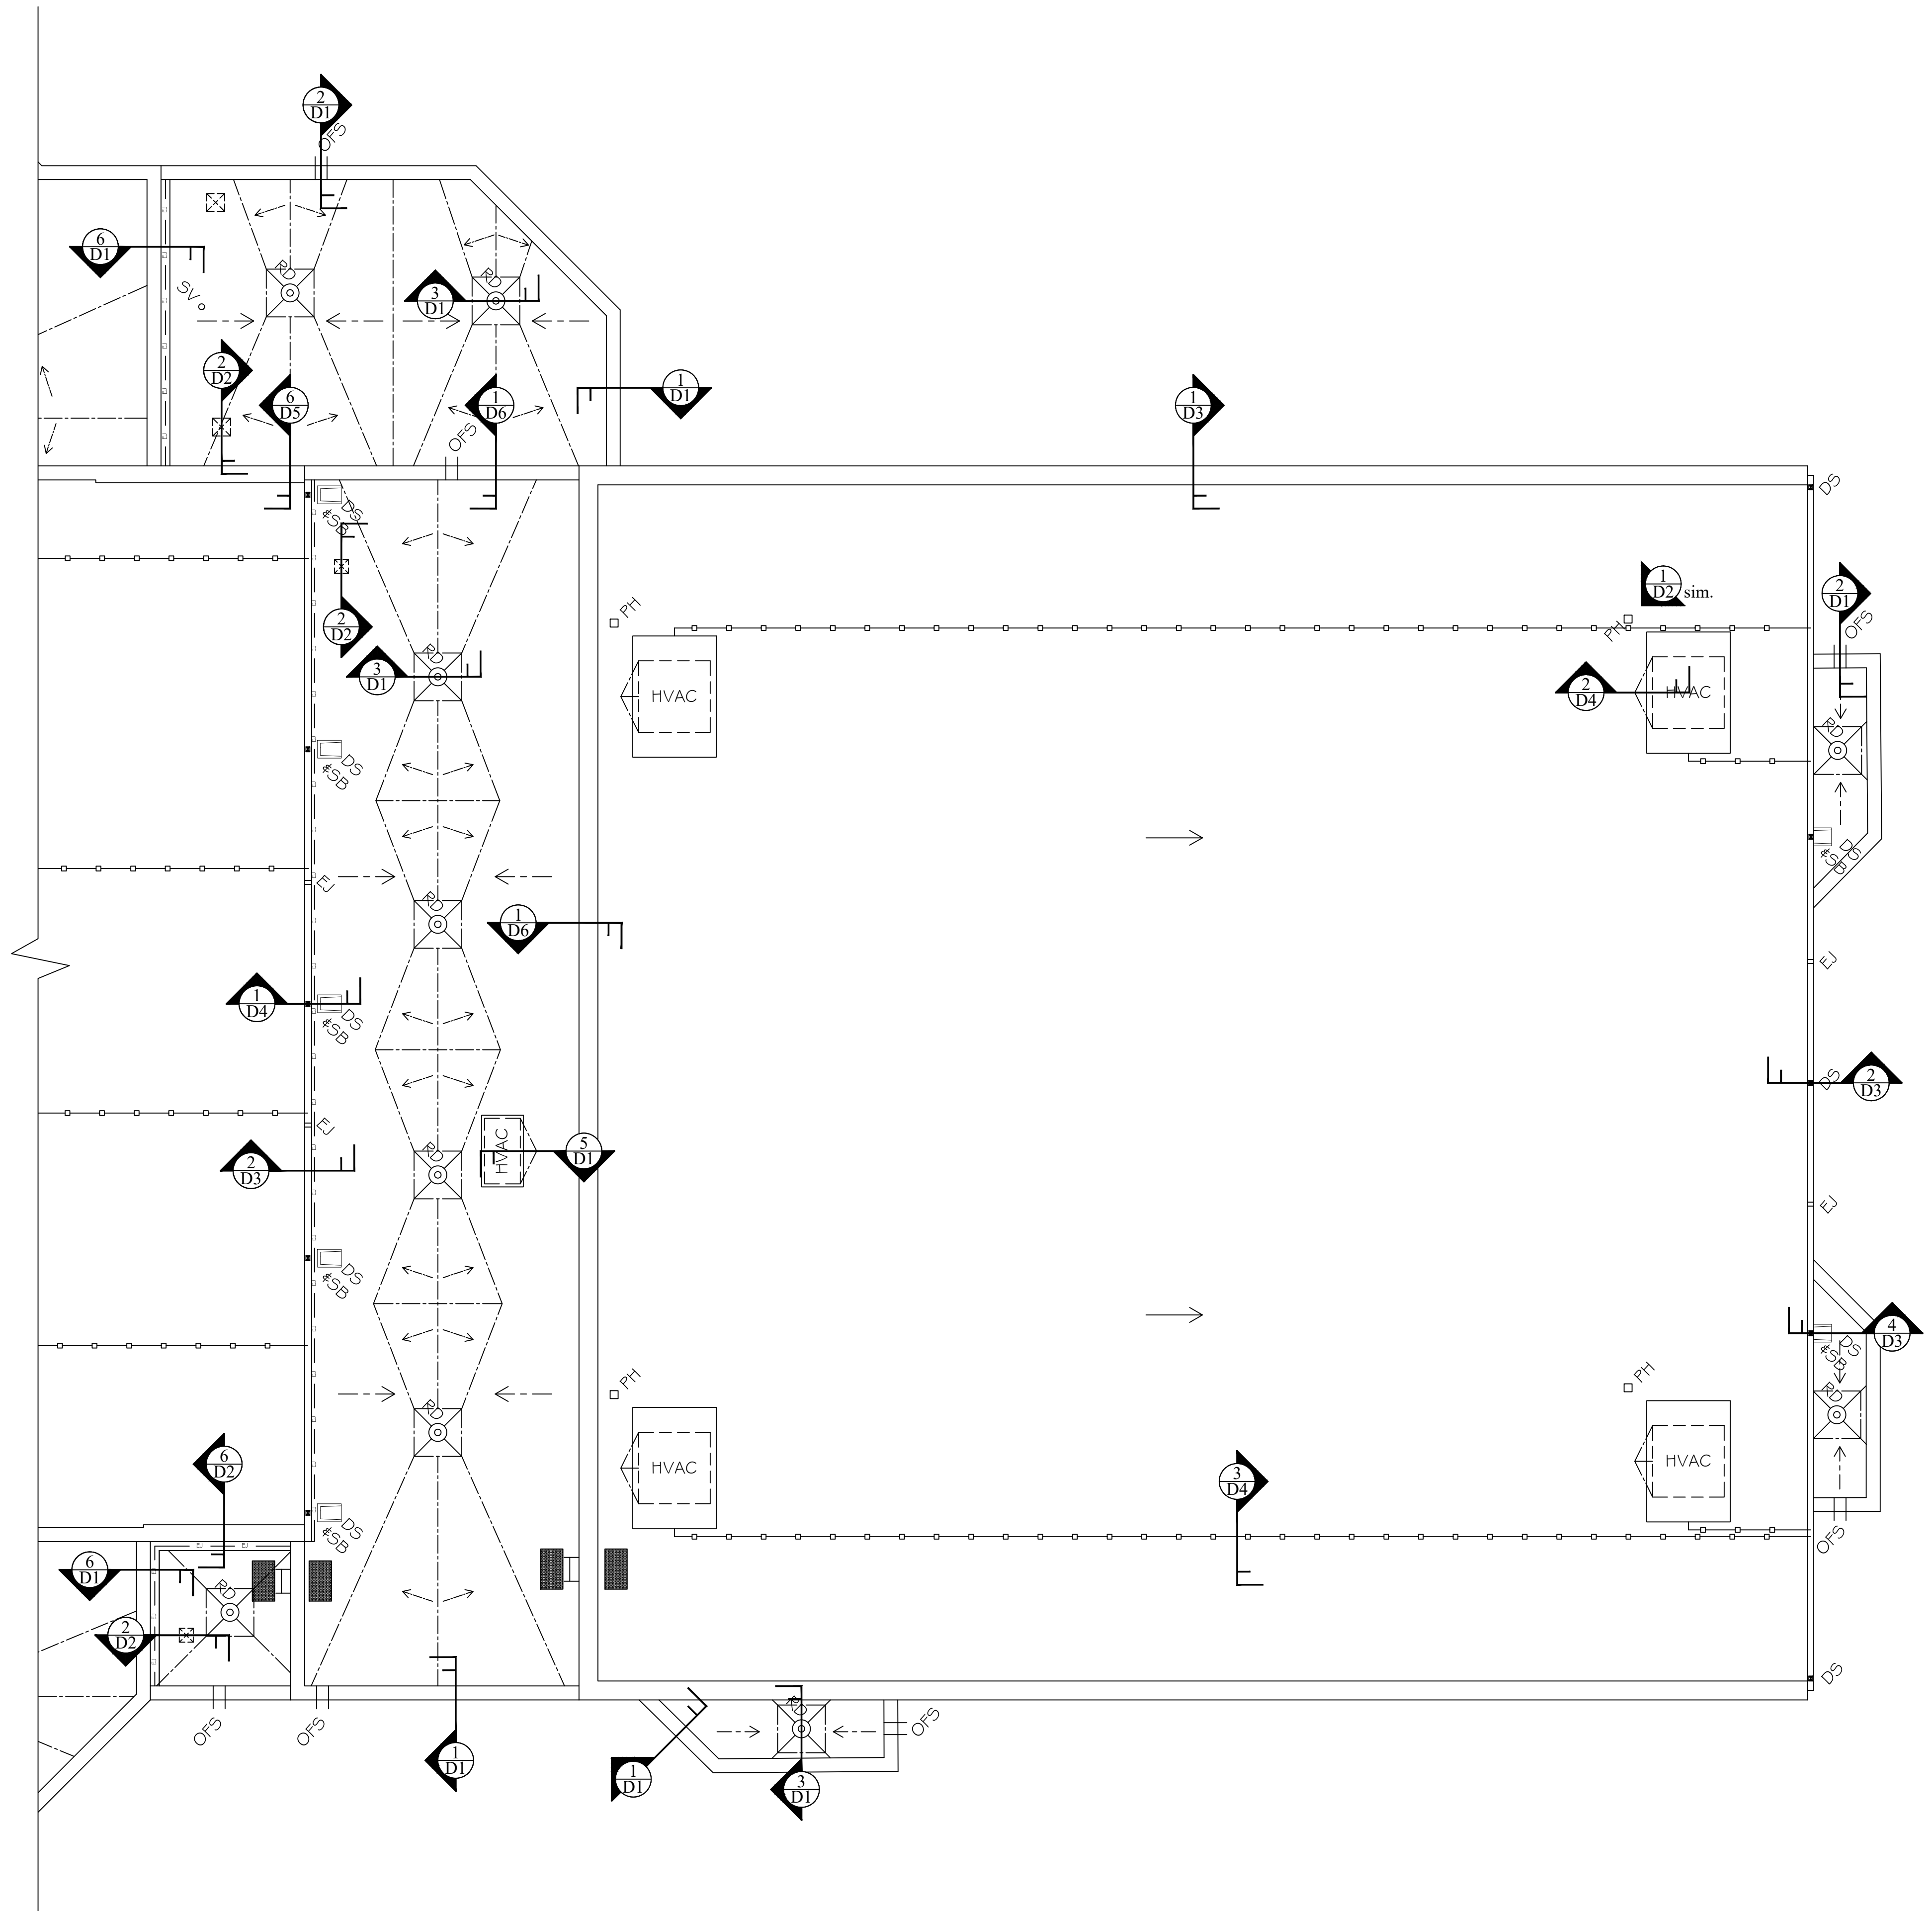 2
D1
OFS
6
D1
RD
RD
SV
3
D1
2
D2
6
D5
1
D6
1
D1
1
D3
OFS
DS
DS
&SB
1
D2 sim.
2
D1
OFS
PH
PH
2
D2
3
D1
RD
HVAC
2
D4
HVAC
RD
DS
&SB
DS
&SB
EJ
RD
1
D6
EJ
1
D4
DS
&SB
DS
2
D3
EJ
2
D3
RD
HVAC
5
D1
EJ
DS
&SB
4
D3
DS
&SB
PH
PH
RD
RD
6
D2
HVAC
3
D4
HVAC
DS
&SB
OFS
6
D1
RD
2
D2
DS
OFS
OFS
RD
OFS
1
D1
1
D1
3
D1